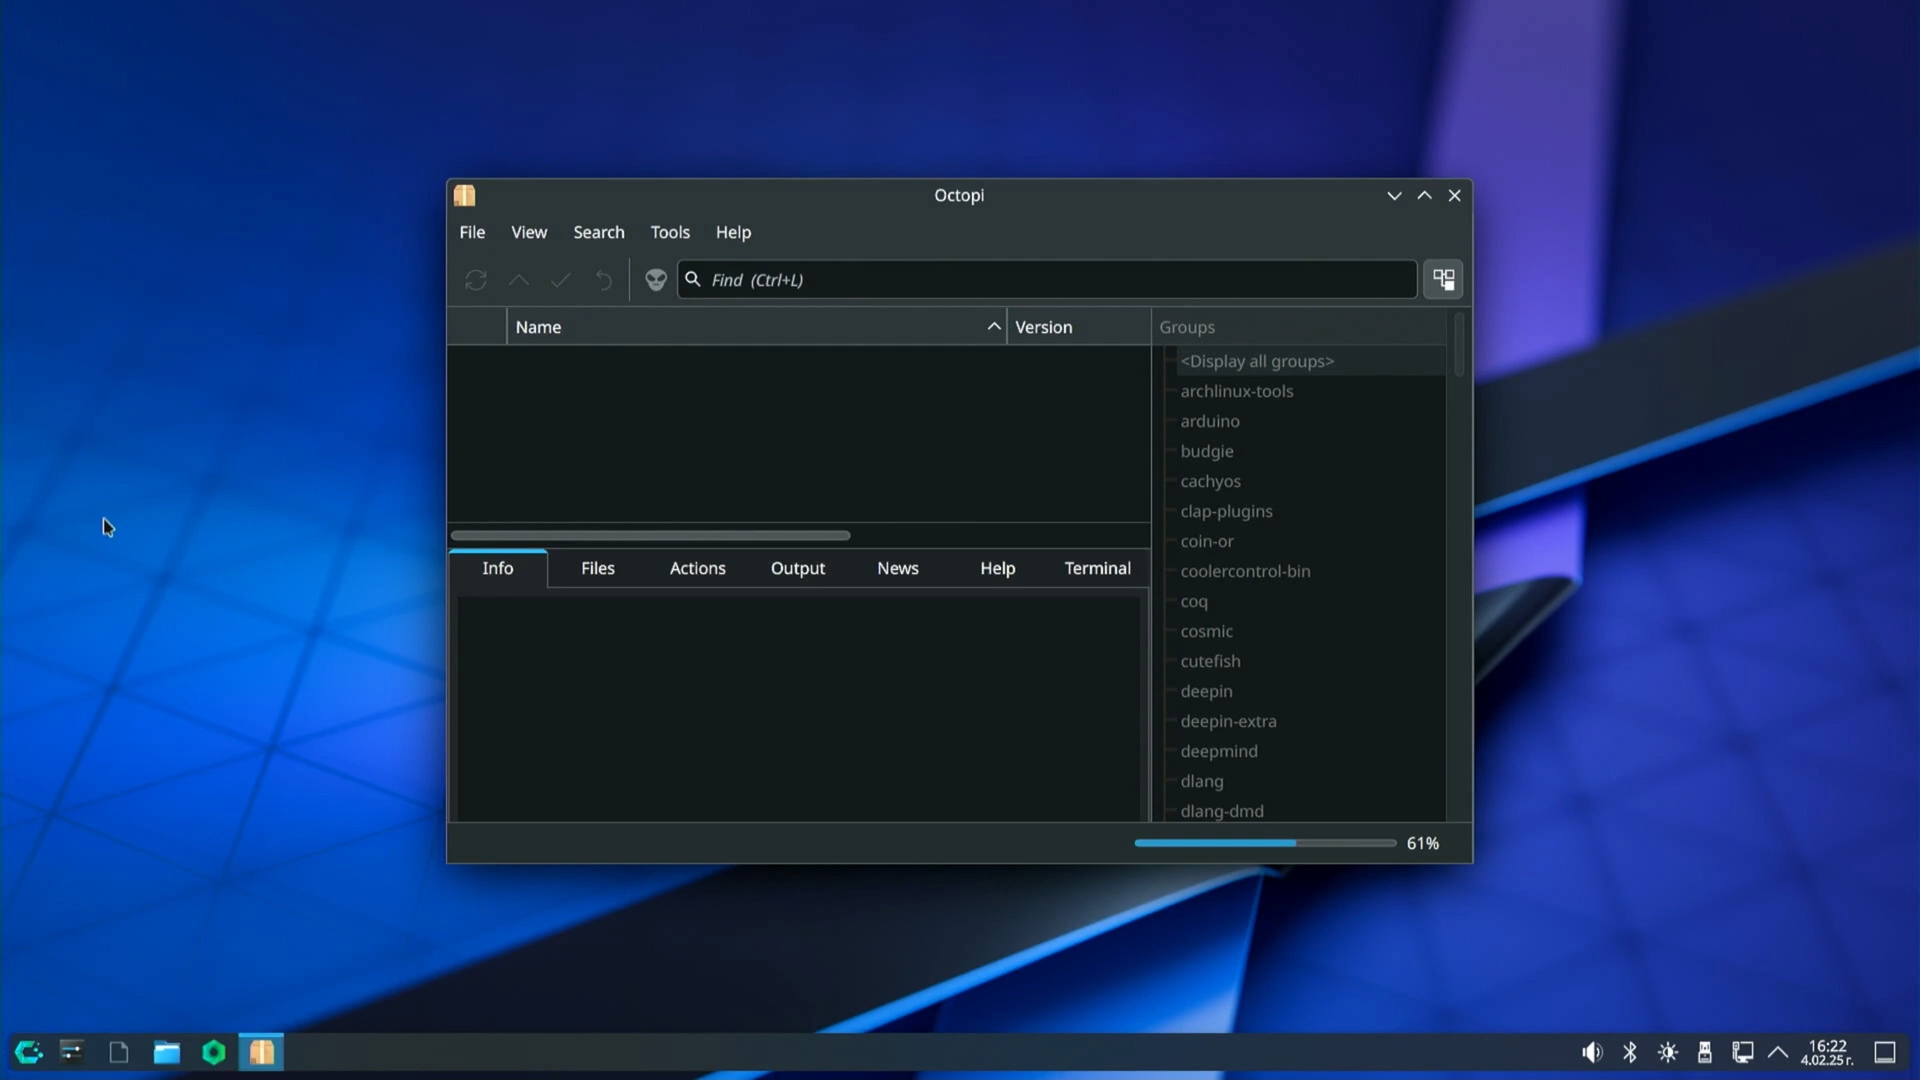 Octopi
File View Search Tools Help
Find (Ctrl+L)
Name Version Groups
<Display all groups>
archlinux-tools
arduino
budgie
cachyos
clap-plugins
coin-or
coolercontrol-bin
coq
cosmic
cutefish
deepin
deepin-extra
deepmind
dlang
dlang-dmd
Info Files Actions Output News Help Terminal
61%
16:22
4.02.25г.